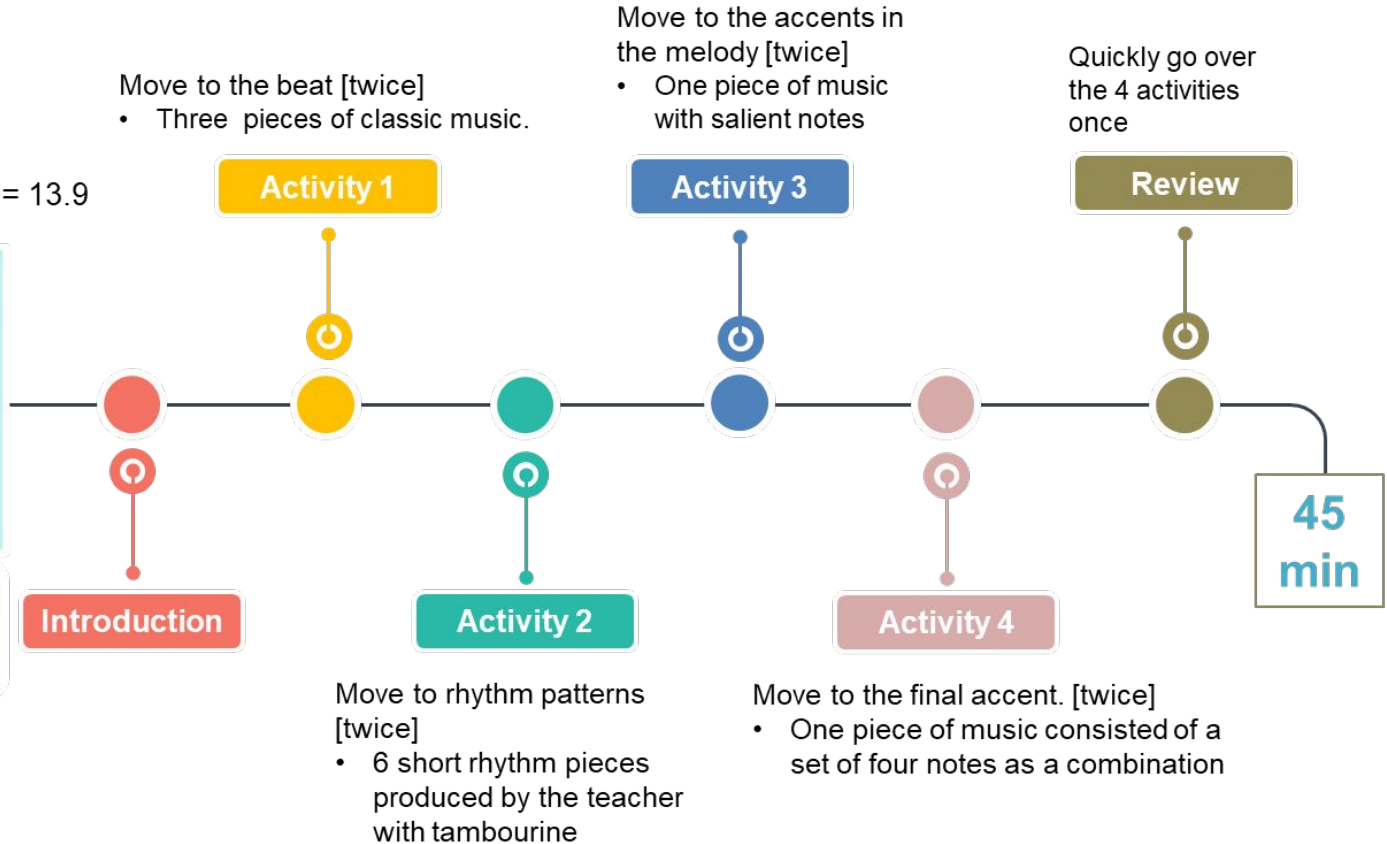 = 13.9
Move to the beat [twice]
• Three pieces of classic music.
Activity 1
Move to the accents in
the melody [twice]
• One piece of music
with salient notes
Activity 3
Quickly go over
the 4 activities
once
Review
Introduction
Activity 2
Move to rhythm patterns
[twice]
• 6 short rhythm pieces
produced by the teacher
with tambourine
Activity 4
Move to the final accent. [twice]
• One piece of music consisted of a
set of four notes as a combination
45
min